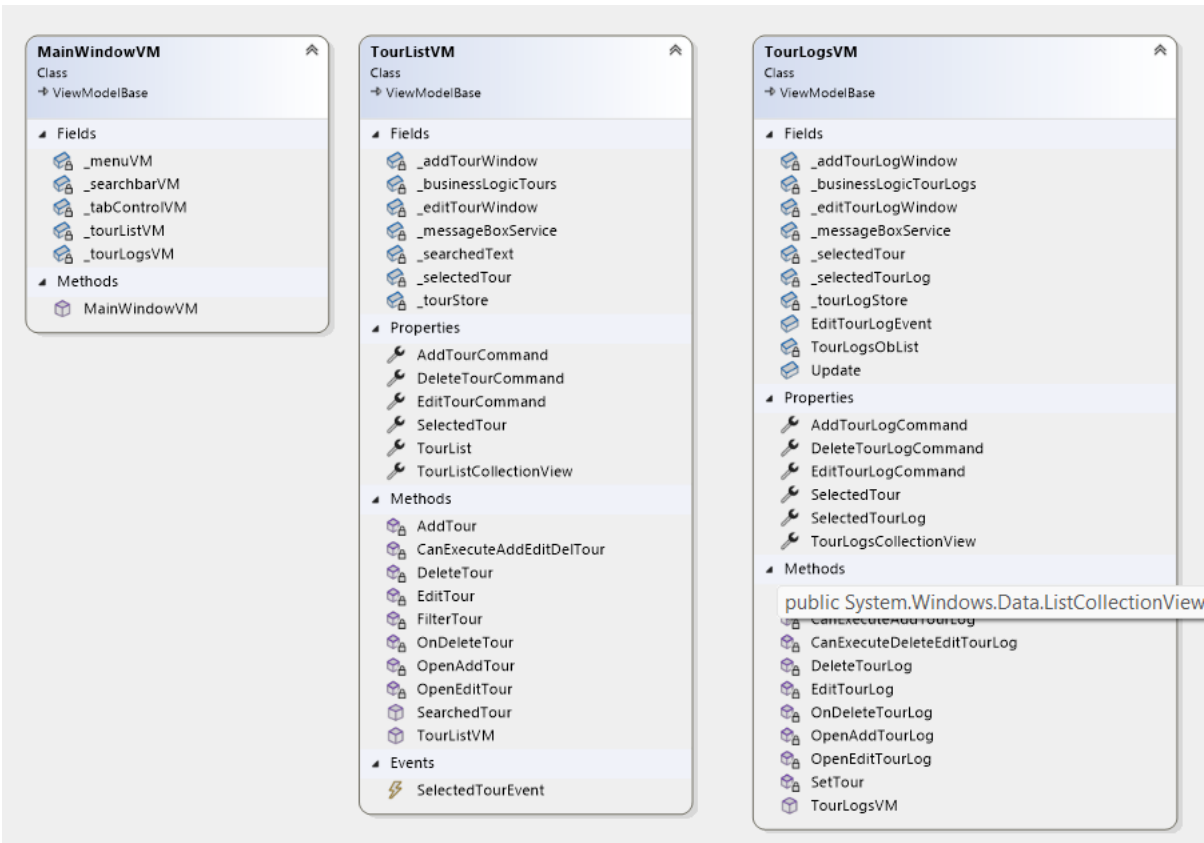 MainWindowVM
Class
ViewModelBase
Fields
_menuVM
_searchbarVM
_tabControlVM
_tourListVM
_tourLogsVM
Methods
MainWindowVM
TourListVM
Class
ViewModelBase
Fields
_addTourWindow
_businessLogicTours
_editTourWindow
_messageBoxService
_searchedText
_selectedTour
_tourStore
Properties
AddTourCommand
DeleteTourCommand
EditTourCommand
SelectedTour
TourList
TourListCollectionView
Methods
AddTour
CanExecuteAddEditDelTour
DeleteTour
EditTour
FilterTour
OnDeleteTour
OpenAddTour
OpenEditTour
SearchedTour
TourListVM
Events
SelectedTourEvent
TourLogsVM
Class
ViewModelBase
Fields
_addTourLogWindow
_businessLogicTourLogs
_editTourLogWindow
_messageBoxService
_selectedTour
_selectedTourLog
_tourLogStore
EditTourLogEvent
TourLogsObList
Update
Properties
AddTourLogCommand
DeleteTourLogCommand
EditTourLogCommand
SelectedTour
SelectedTourLog
TourLogsCollectionView
Methods
public System.Windows.Data.ListCollectionView
CanExecuteAddTourLog
CanExecuteDeleteEditTourLog
DeleteTourLog
EditTourLog
OnDeleteTourLog
OpenAddTourLog
OpenEditTourLog
SetTour
TourLogsVM